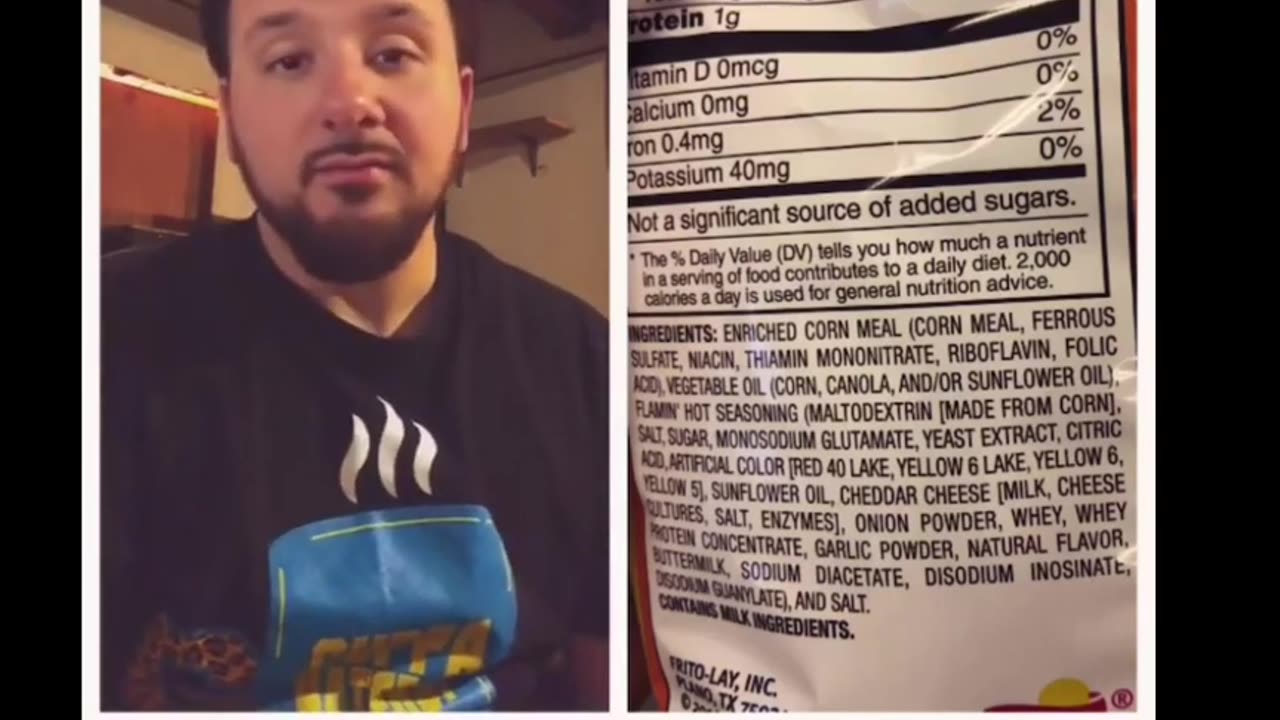 rotein 1g
0%
itamin D 0mcg
0%
alcium 0mg
2%
ron 0.4mg
0%
Potassium 40mg
Not a significant source of added sugars.
* The % Daily Value (DV) tells you how much a nutrient
in a serving of food contributes to a daily diet. 2,000
calories a day is used for general nutrition advice.
INGREDIENTS: ENRICHED CORN MEAL (CORN MEAL, FERROUS
SULFATE, NIACIN, THIAMIN MONONITRATE, RIBOFLAVIN, FOLIC
ACID), VEGETABLE OIL (CORN, CANOLA, AND/OR SUNFLOWER OIL),
FLAMIN' HOT SEASONING (MALTODEXTRIN [MADE FROM CORN],
SALT, SUGAR, MONOSODIUM GLUTAMATE, YEAST EXTRACT, CITRIC
ACID, ARTIFICIAL COLOR [RED 40 LAKE, YELLOW 6 LAKE, YELLOW 6,
YELLOW 5], SUNFLOWER OIL, CHEDDAR CHEESE [MILK, CHEESE
CULTURES, SALT, ENZYMES], ONION POWDER, WHEY, WHEY
PROTEIN CONCENTRATE, GARLIC POWDER, NATURAL FLAVOR,
BUTTERMILK, SODIUM DIACETATE, DISODIUM INOSINATE,
DISODIUM GUANYLATE), AND SALT.
CONTAINS MILK INGREDIENTS.
FRITO-LAY, INC.
PLANO, TX
©
®